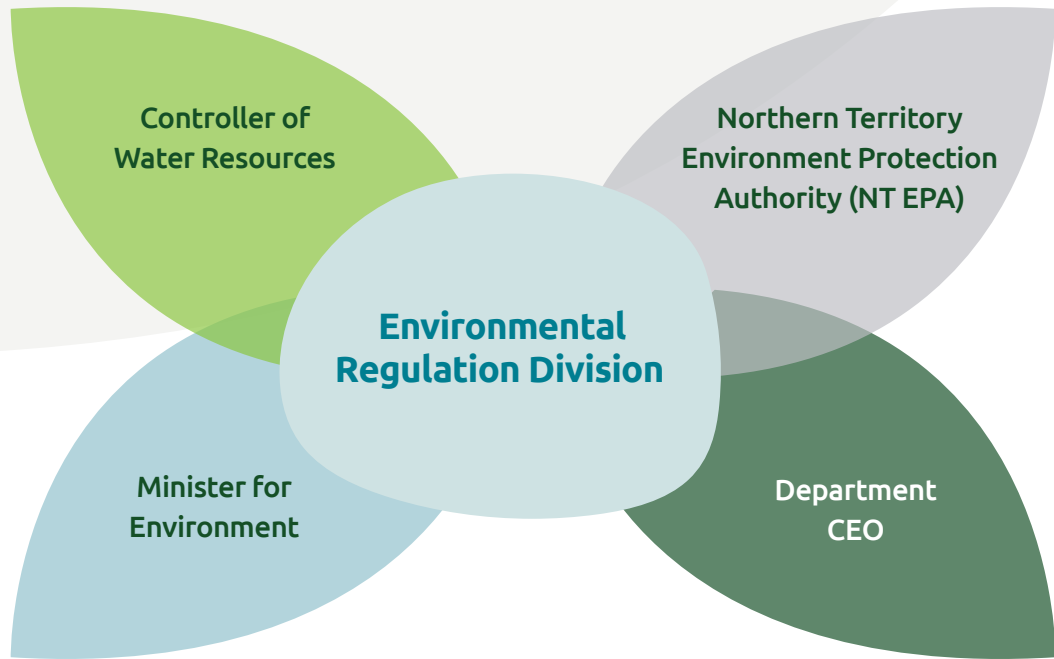 Controller of
Water Resources
Northern Territory
Environment Protection
Authority (NT EPA)
Environmental
Regulation Division
Minister for
Environment
Department
CEO